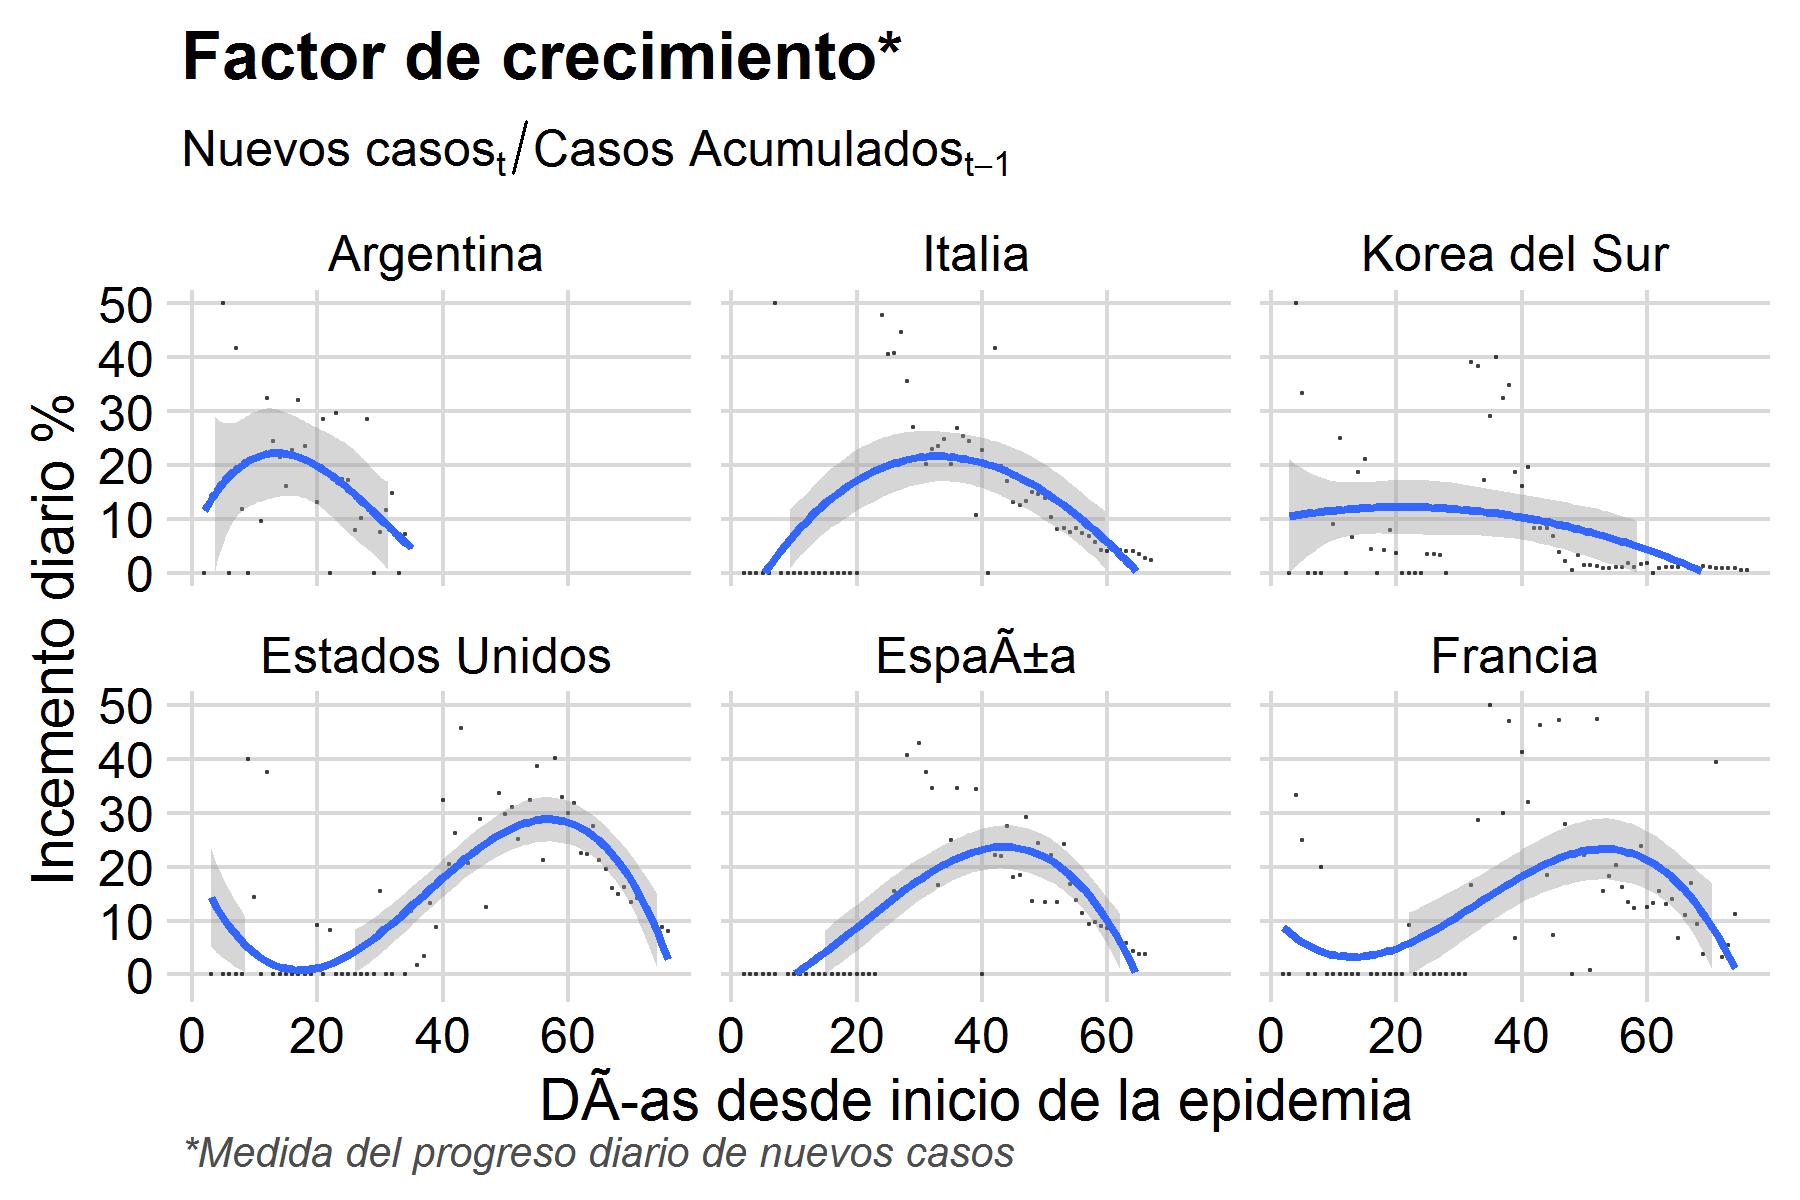 Factor de crecimiento*
Nuevos casosₜ/Casos Acumuladosₜ₋₁
Argentina Italia Korea del Sur
50
40
30
20
10
0
Estados Unidos EspaÃ±a Francia
50
40
30
20
10
0
0 20 40 60 0 20 40 60 0 20 40 60
Incremento diario %
DÃ-as desde inicio de la epidemia
*Medida del progreso diario de nuevos casos